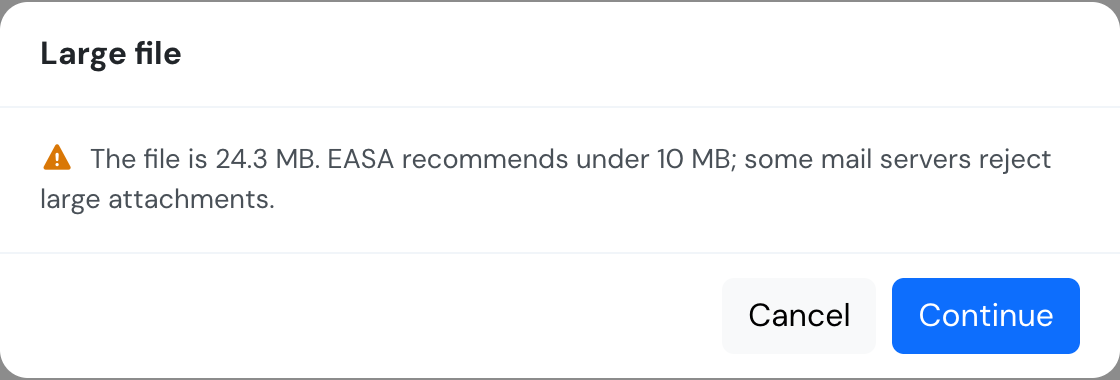 Large file
The file is 24.3 MB. EASA recommends under 10 MB; some mail servers reject
large attachments.
Cancel
Continue